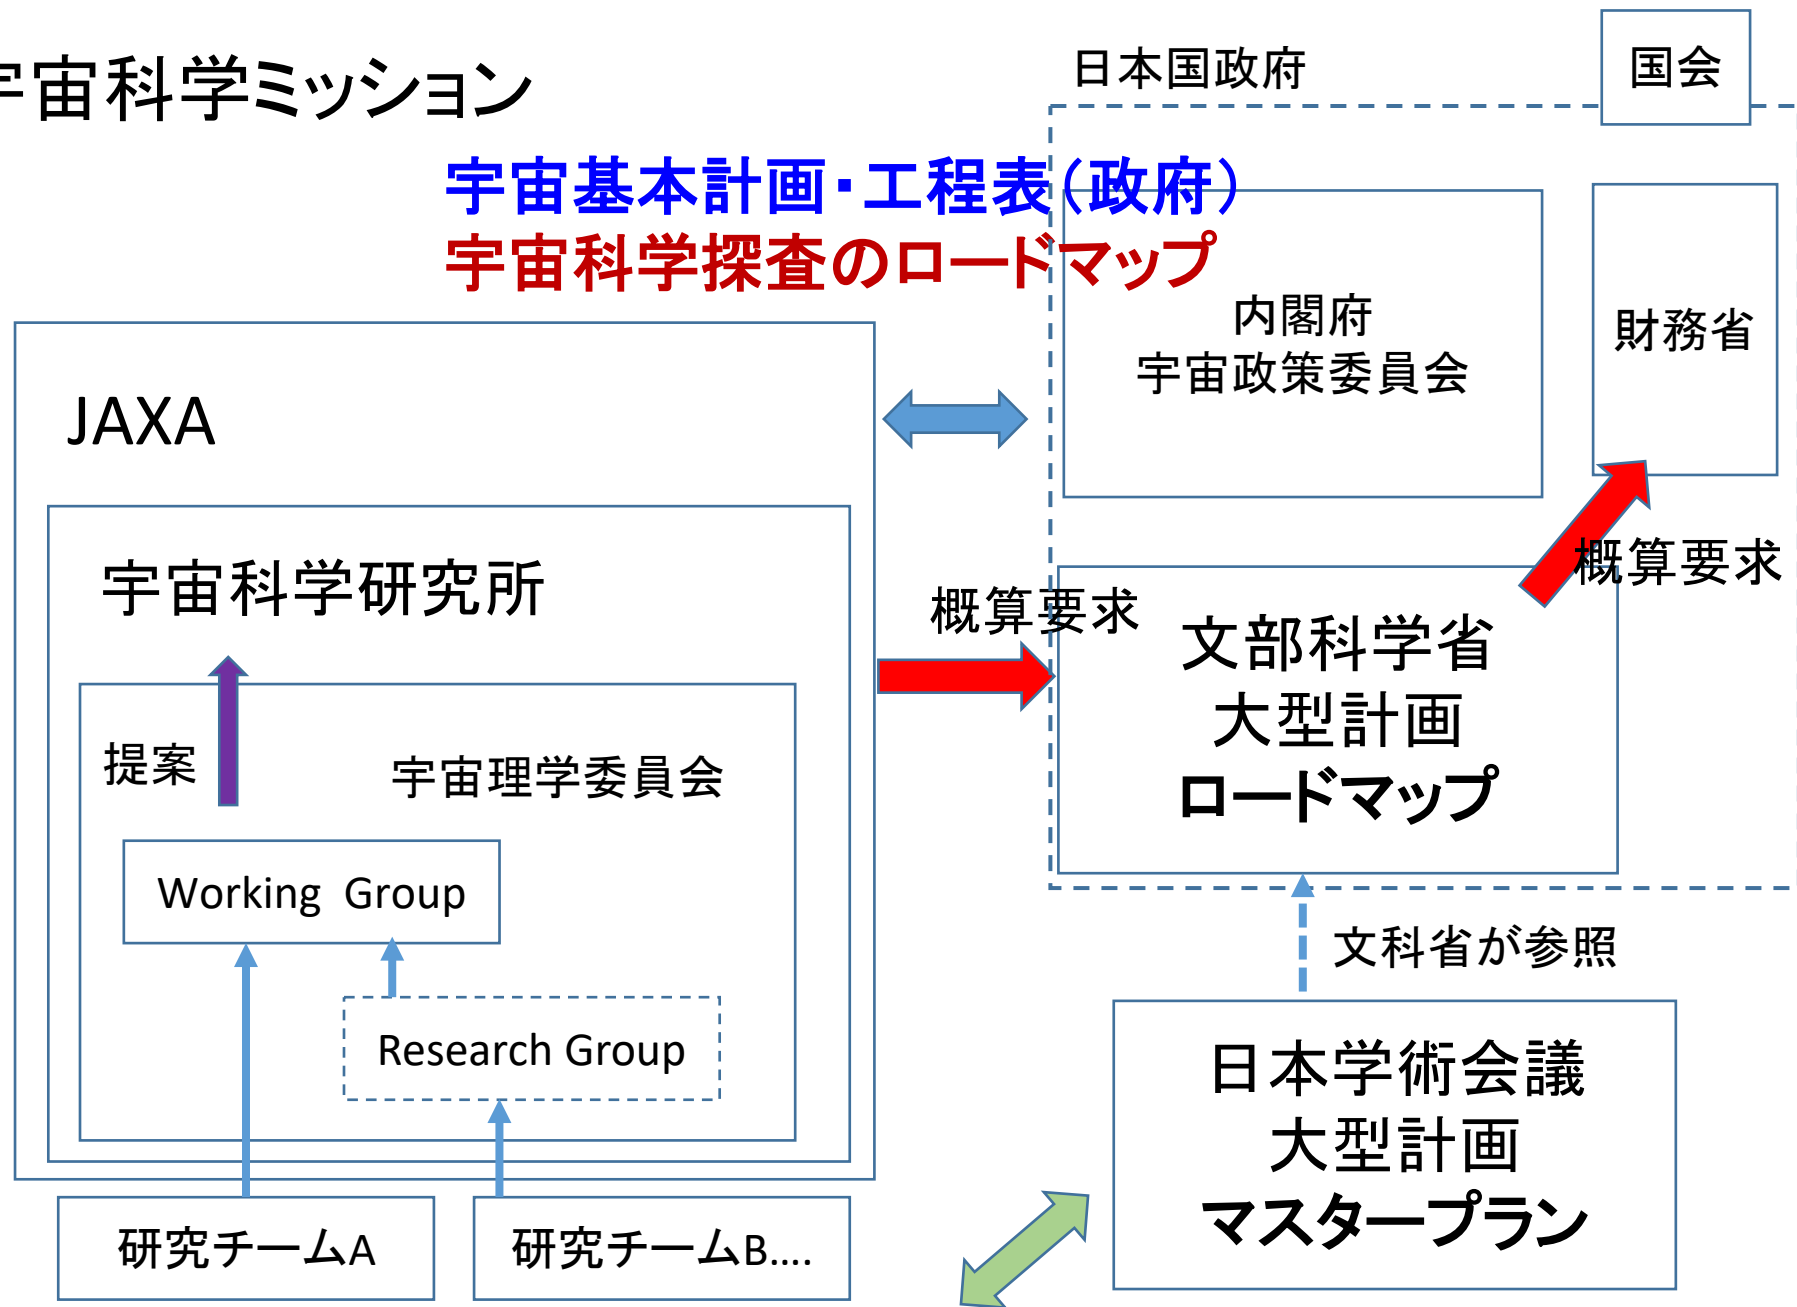 宇宙科学ミッション
日本国政府
国会
宇宙基本計画・工程表(政府)
宇宙科学探査のロードマップ
内閣府
宇宙政策委員会
財務省
JAXA
宇宙科学研究所
概算要求
概算要求
文部科学省
大型計画
ロードマップ
提案
宇宙理学委員会
Working Group
文科省が参照
Research Group
日本学術会議
大型計画
マスタープラン
研究チームA
研究チームB....